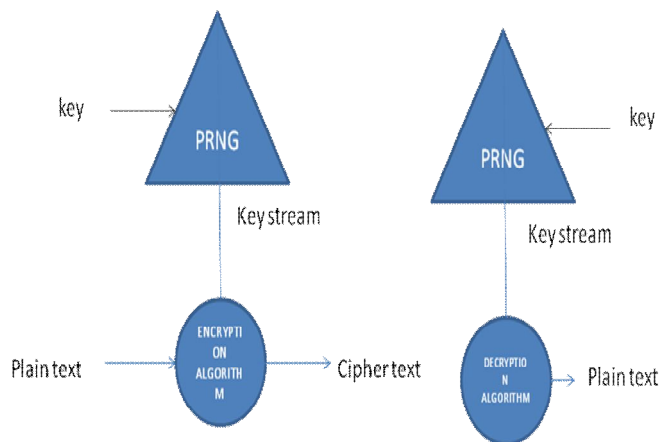 key
PRNG
Key stream
Plain text
ENCRYPTI
ON
ALGORITH
M
Cipher text
key
PRNG
Key stream
DECRYPTIO
N
ALGORITHM
Plain text